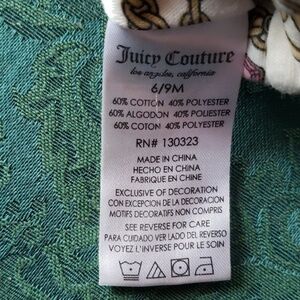 Juicy Couture
los angeles, california
6/9M
60% COTTON 40% POLYESTER
60% ALGODON 40% POLIESTER
60% COTON 40% POLYESTER
RN# 130323
MADE IN CHINA
HECHO EN CHINA
FABRIQUE EN CHINE
EXCLUSIVE OF DECORATION
CON EXCEPCION DE LA DECORACION
MOTIFS DECORATIFS NON COMPRIS
SEE REVERSE FOR CARE
PARA CUIDADO VER LADO DEL REVERSO
VOYEZ L'INVERSE POUR LE SOIN